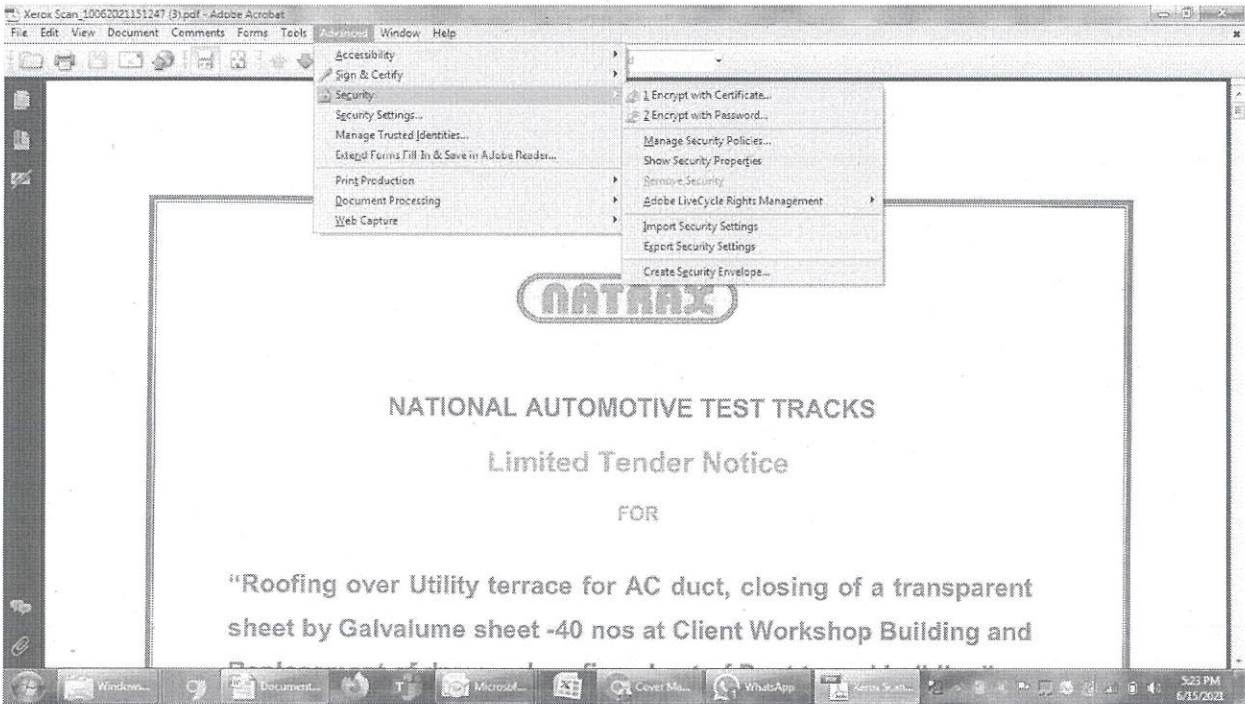 Xerox Scan_10062021151247 (3).pdf - Adobe Acrobat
File Edit View Document Comments Forms Tools Advanced Window Help
Accessibility
Sign & Certify
Security
Security Settings...
Manage Trusted Identities...
Extend Forms Fill In & Save in Adobe Reader...
Print Production
Document Processing
Web Capture
1 Encrypt with Certificate...
2 Encrypt with Password...
Manage Security Policies...
Show Security Properties
Remove Security
Adobe LiveCycle Rights Management
Import Security Settings
Export Security Settings
Create Security Envelope...
NATRAX
NATIONAL AUTOMOTIVE TEST TRACKS
Limited Tender Notice
FOR
“Roofing over Utility terrace for AC duct, closing of a transparent
sheet by Galvalume sheet -40 nos at Client Workshop Building and
Windows... Document... Microsof... Cover Ma... WhatsApp Xerox Scan... 5:23 PM
6/15/2021